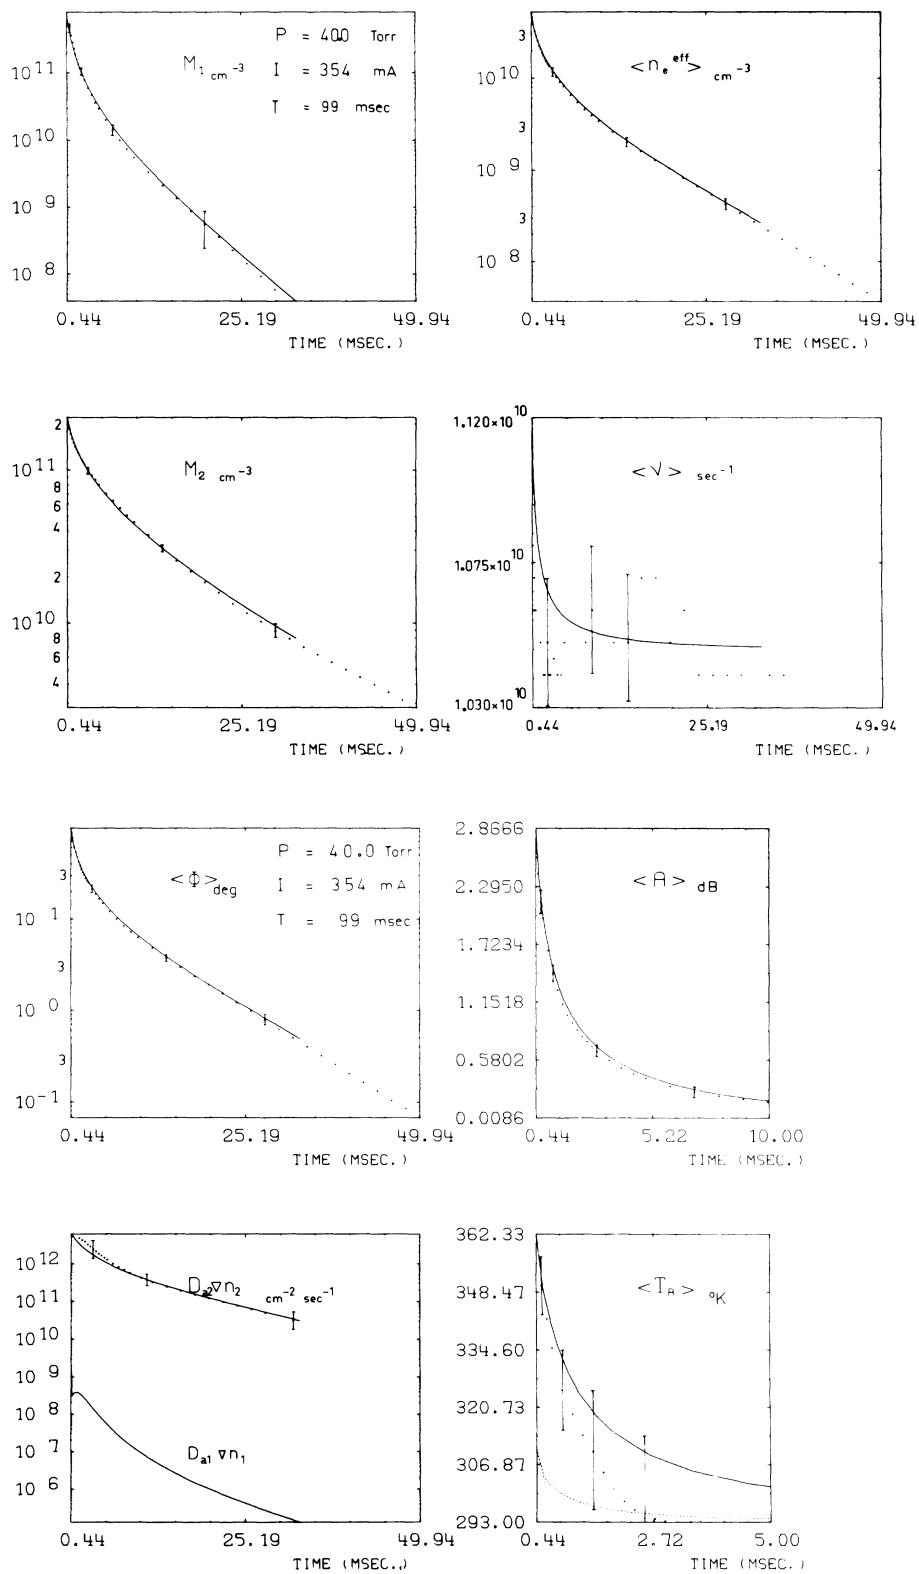 M1 cm-3
P = 40.0 Torr
I = 354 mA
T = 99 msec
10 11
10 10
10 9
10 8
0.44 25.19 49.94
TIME (MSEC.)
<ne eff> cm-3
3
10 10
3
10 9
3
10 8
0.44 25.19 49.94
TIME (MSEC.)
M2 cm-3
2
10 11
8
6
4
2
10 10
8
6
4
0.44 25.19 49.94
TIME (MSEC.)
<ν> sec-1
1.120×10 10
1.075×10 10
1.030×10 10
0.44 25.19 49.94
TIME (MSEC.)
<Φ> deg
P = 40.0 Torr
I = 354 mA
T = 99 msec
3
10 1
3
10 0
3
10 -1
0.44 25.19 49.94
TIME (MSEC.)
<A> dB
2.8666
2.2950
1.7234
1.1518
0.5802
0.0086
0.44 5.22 10.00
TIME (MSEC.)
Da2 ∇n2 cm-2 sec-1
10 12
10 11
10 10
10 9
10 8
10 7
10 6
Da1 ∇n1
0.44 25.19 49.94
TIME (MSEC.)
<TR> °K
362.33
348.47
334.60
320.73
306.87
293.00
0.44 2.72 5.00
TIME (MSEC.)